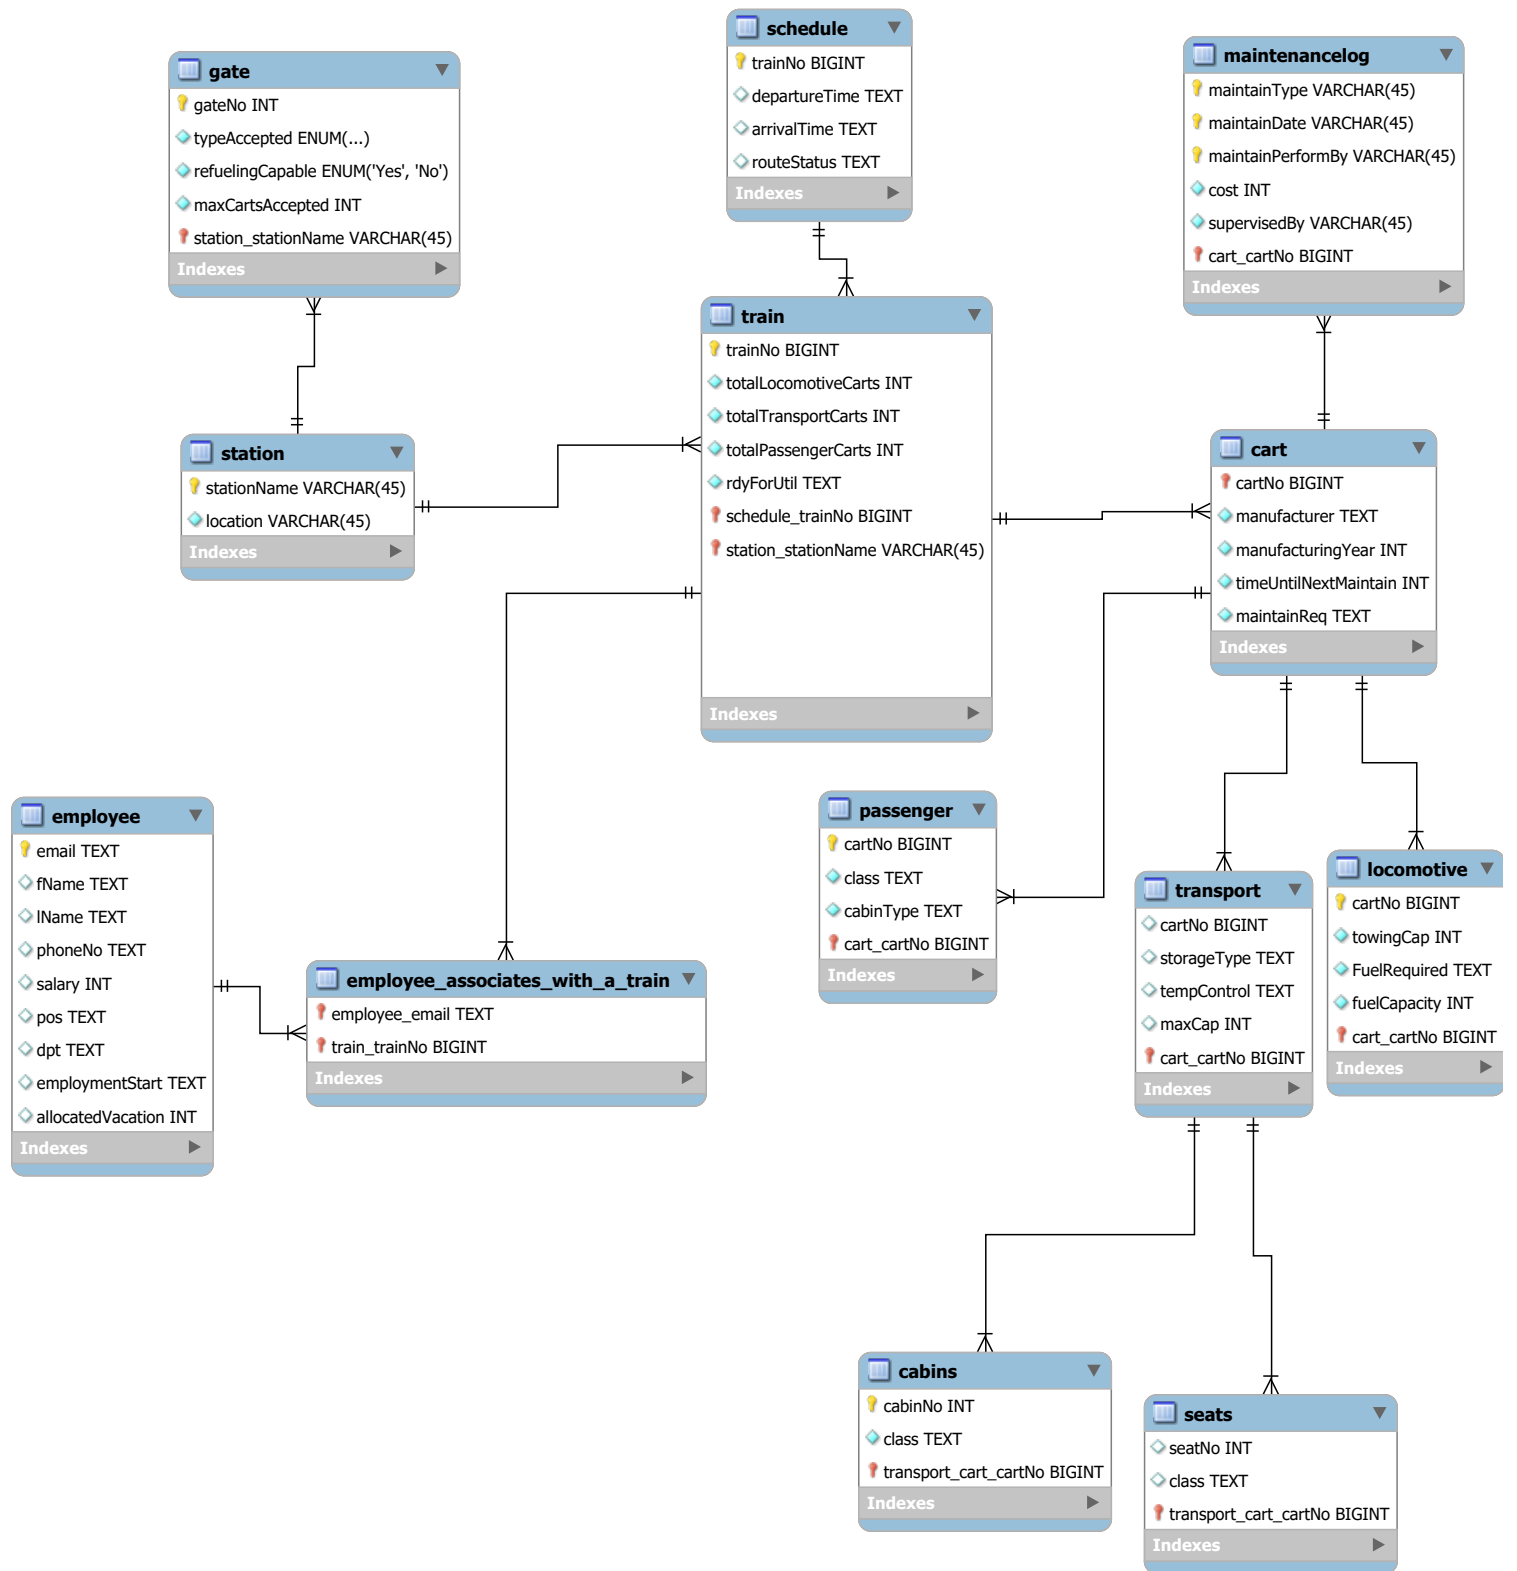 schedule
trainNo BIGINT
departureTime TEXT
arrivalTime TEXT
routeStatus TEXT
Indexes
gate
gateNo INT
typeAccepted ENUM(...)
refuelingCapable ENUM('Yes', 'No')
maxCartsAccepted INT
station_stationName VARCHAR(45)
Indexes
maintenancelog
maintainType VARCHAR(45)
maintainDate VARCHAR(45)
maintainPerformBy VARCHAR(45)
cost INT
supervisedBy VARCHAR(45)
cart_cartNo BIGINT
Indexes
train
trainNo BIGINT
totalLocomotiveCarts INT
totalTransportCarts INT
totalPassengerCarts INT
rdyForUtil TEXT
schedule_trainNo BIGINT
station_stationName VARCHAR(45)
Indexes
station
stationName VARCHAR(45)
location VARCHAR(45)
Indexes
cart
cartNo BIGINT
manufacturer TEXT
manufacturingYear INT
timeUntilNextMaintain INT
maintainReq TEXT
Indexes
employee
email TEXT
fName TEXT
lName TEXT
phoneNo TEXT
salary INT
pos TEXT
dpt TEXT
employmentStart TEXT
allocatedVacation INT
Indexes
employee_associates_with_a_train
employee_email TEXT
train_trainNo BIGINT
Indexes
passenger
cartNo BIGINT
class TEXT
cabinType TEXT
cart_cartNo BIGINT
Indexes
transport
cartNo BIGINT
storageType TEXT
tempControl TEXT
maxCap INT
cart_cartNo BIGINT
Indexes
locomotive
cartNo BIGINT
towingCap INT
FuelRequired TEXT
fuelCapacity INT
cart_cartNo BIGINT
Indexes
cabins
cabinNo INT
class TEXT
transport_cart_cartNo BIGINT
Indexes
seats
seatNo INT
class TEXT
transport_cart_cartNo BIGINT
Indexes